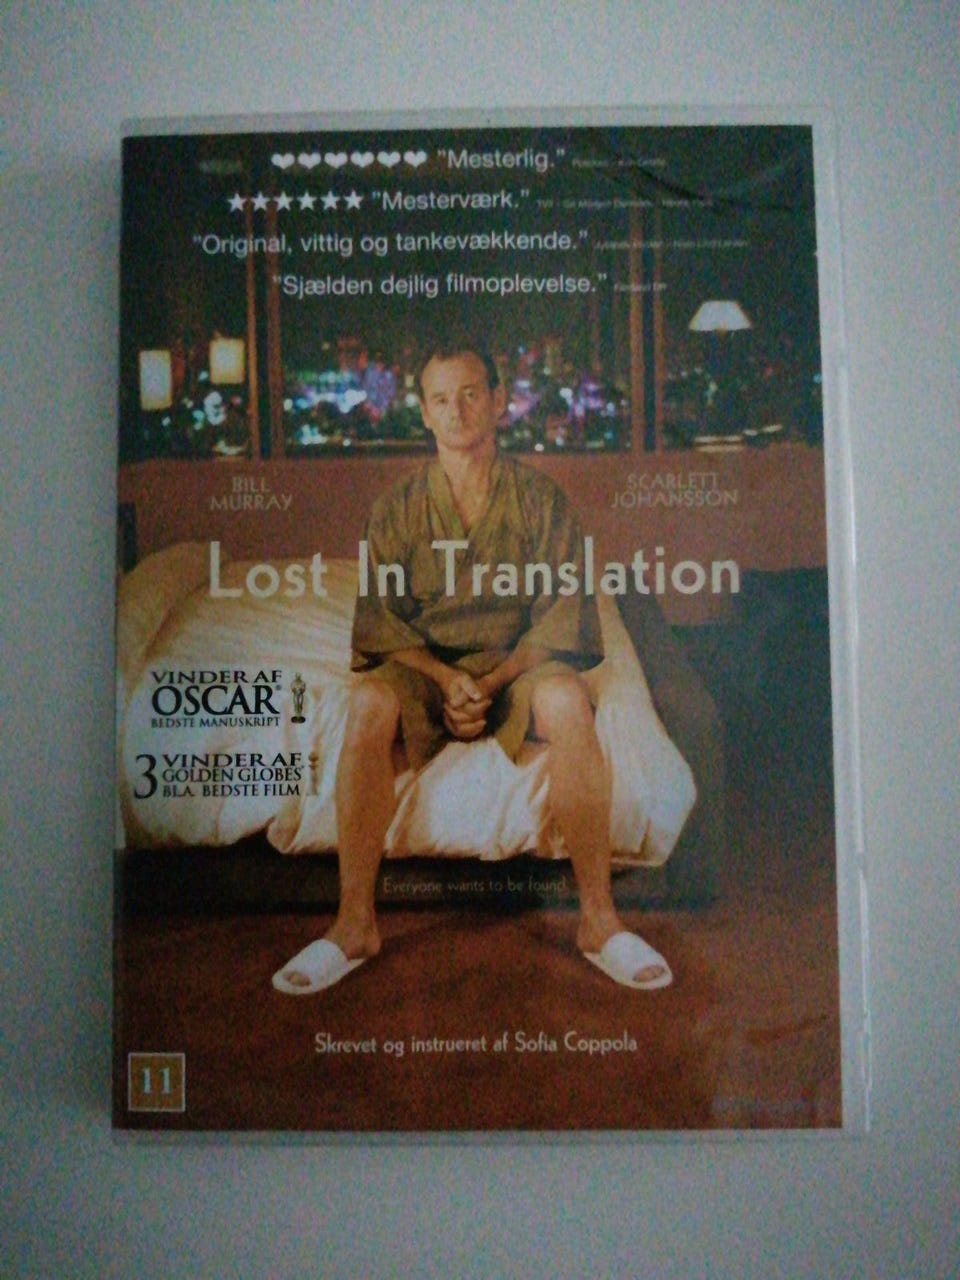 "Mesterlig."
"Mesterværk."
"Original, vittig og tankevækkende."
"Sjælden dejlig filmoplevelse."
BILL
MURRAY
SCARLETT
JOHANSSON
Lost In Translation
VINDER AF
OSCAR®
BEDSTE MANUSKRIPT
3 VINDER AF
GOLDEN GLOBES
BL.A. BEDSTE FILM
Everyone wants to be found.
Skrevet og instrueret af Sofia Coppola
11